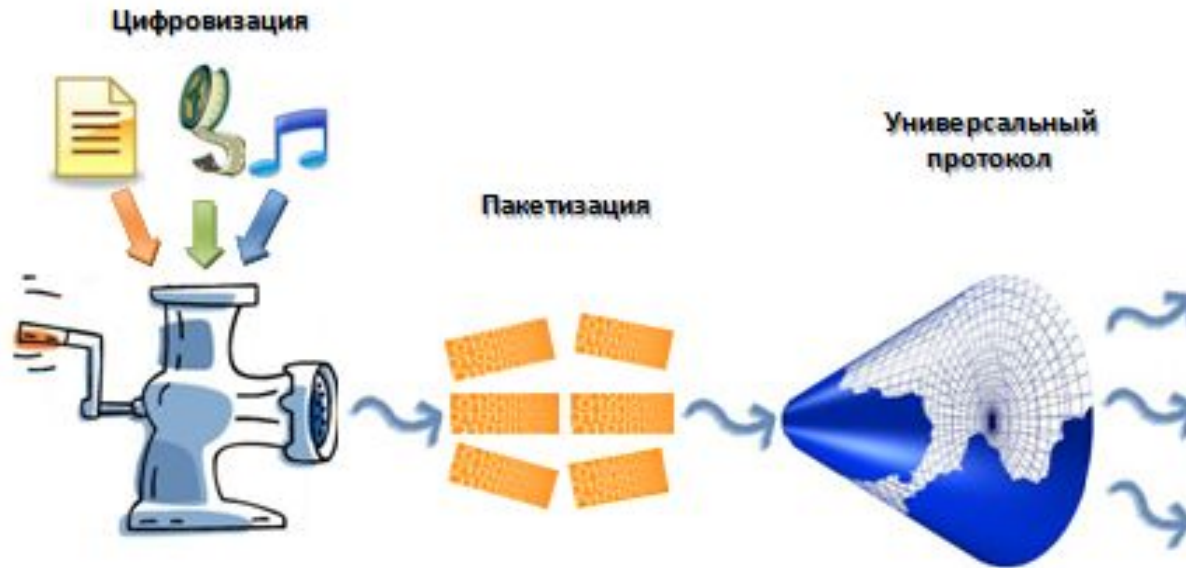 Цифровизация
Пакетизация
Универсальный
протокол